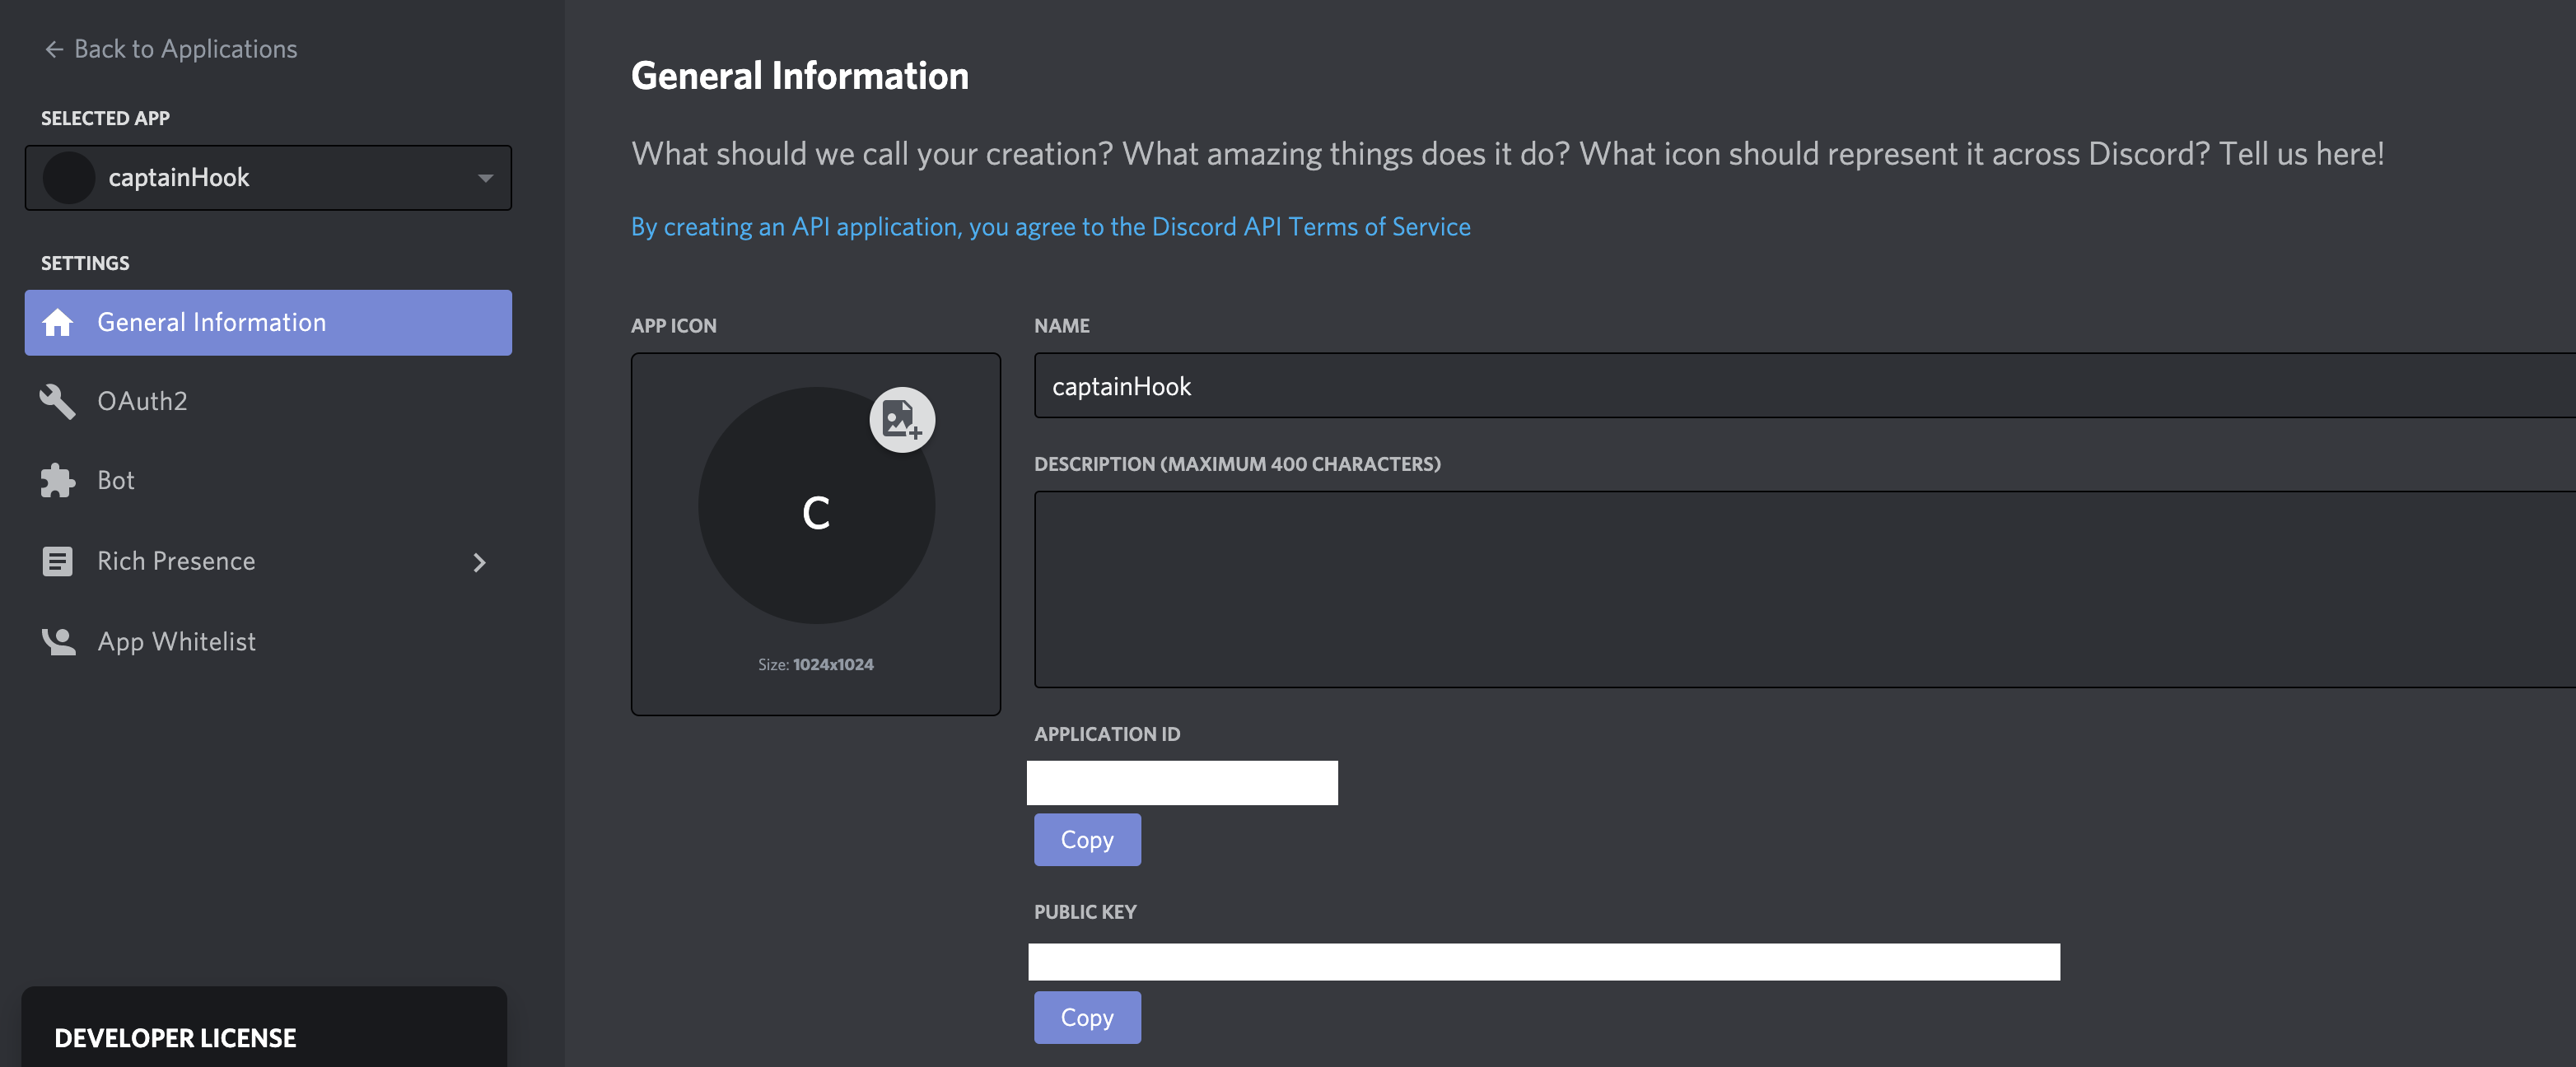 Back to Applications
SELECTED APP
captainHook
SETTINGS
General Information
OAuth2
Bot
Rich Presence
App Whitelist
DEVELOPER LICENSE
General Information
What should we call your creation? What amazing things does it do? What icon should represent it across Discord? Tell us here!
By creating an API application, you agree to the Discord API Terms of Service
APP ICON
C
Size: 1024x1024
NAME
captainHook
DESCRIPTION (MAXIMUM 400 CHARACTERS)
APPLICATION ID
Copy
PUBLIC KEY
Copy